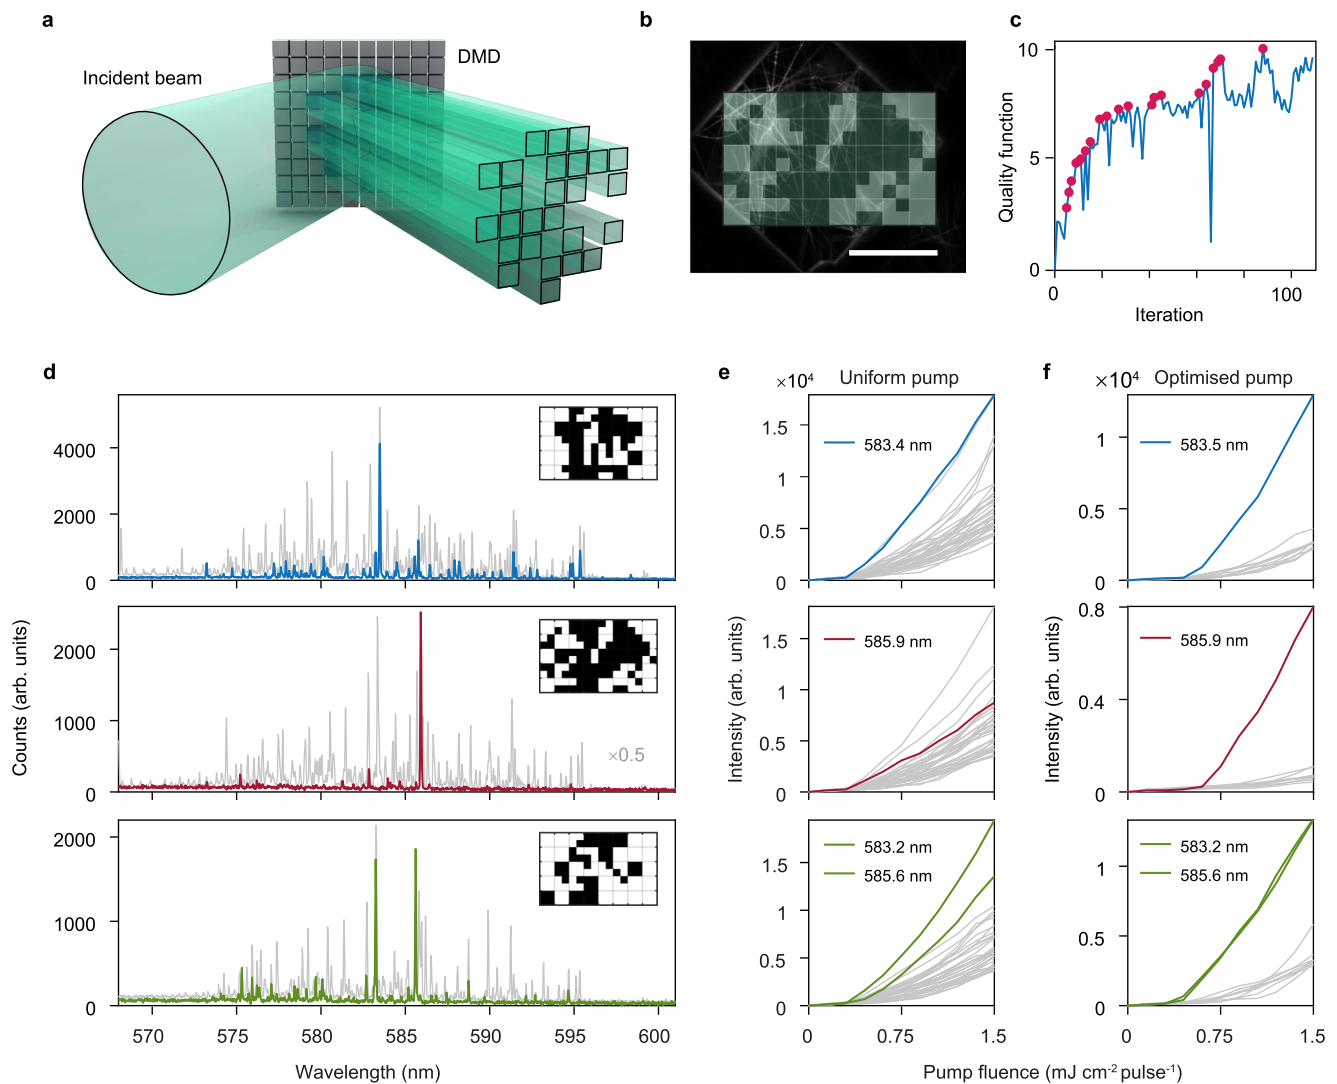 a
Incident beam
DMD
b
c
Quality function
10
5
0
0
100
Iteration
d
Counts (arb. units)
4000
2000
0
2000
1000
0
×0.5
2000
1000
0
570
575
580
585
590
595
600
Wavelength (nm)
e
×10⁴
Uniform pump
Intensity (arb. units)
1.5
1
0.5
0
583.4 nm
1.5
1
0.5
0
585.9 nm
1.5
1
0.5
0
583.2 nm
585.6 nm
0
0.75
1.5
f
×10⁴
Optimised pump
Intensity (arb. units)
1
0.5
0
583.5 nm
0.8
0.4
0
585.9 nm
1
0.5
0
583.2 nm
585.6 nm
0
0.75
1.5
Pump fluence (mJ cm⁻² pulse⁻¹)